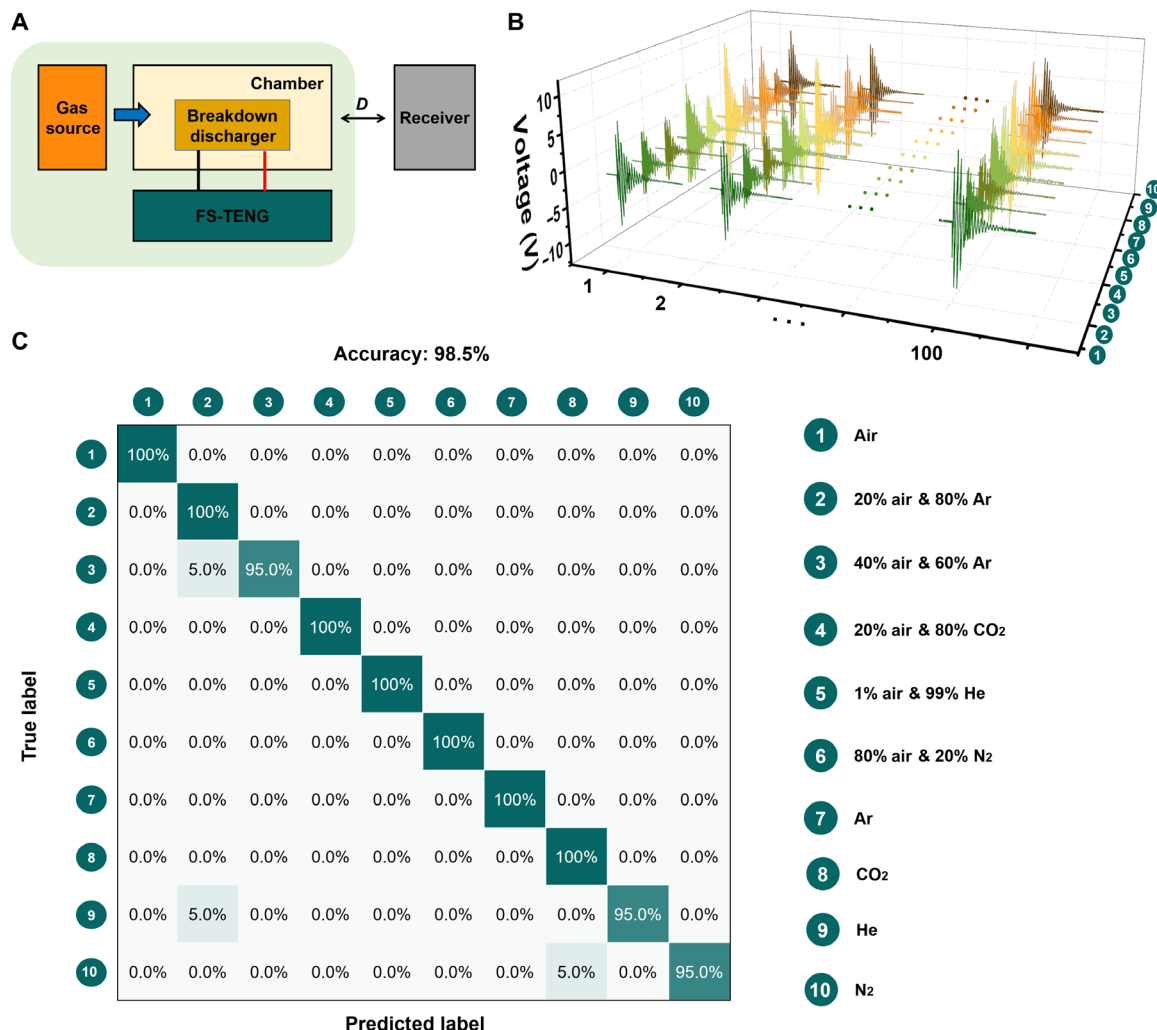 A
Gas
source
Chamber
Breakdown
discharger
FS-TENG
D
Receiver
B
Voltage (V)
10
5
0
-5
-10
1
2
...
100
1
2
3
4
5
6
7
8
9
10
C
Accuracy: 98.5%
1 2 3 4 5 6 7 8 9 10
1 100% 0.0% 0.0% 0.0% 0.0% 0.0% 0.0% 0.0% 0.0% 0.0%
2 0.0% 100% 0.0% 0.0% 0.0% 0.0% 0.0% 0.0% 0.0% 0.0%
3 0.0% 5.0% 95.0% 0.0% 0.0% 0.0% 0.0% 0.0% 0.0% 0.0%
4 0.0% 0.0% 0.0% 100% 0.0% 0.0% 0.0% 0.0% 0.0% 0.0%
5 0.0% 0.0% 0.0% 0.0% 100% 0.0% 0.0% 0.0% 0.0% 0.0%
6 0.0% 0.0% 0.0% 0.0% 0.0% 100% 0.0% 0.0% 0.0% 0.0%
7 0.0% 0.0% 0.0% 0.0% 0.0% 0.0% 100% 0.0% 0.0% 0.0%
8 0.0% 0.0% 0.0% 0.0% 0.0% 0.0% 0.0% 100% 0.0% 0.0%
9 0.0% 5.0% 0.0% 0.0% 0.0% 0.0% 0.0% 0.0% 95.0% 0.0%
10 0.0% 0.0% 0.0% 0.0% 0.0% 0.0% 0.0% 5.0% 0.0% 95.0%
True label
Predicted label
1 Air
2 20% air & 80% Ar
3 40% air & 60% Ar
4 20% air & 80% CO₂
5 1% air & 99% He
6 80% air & 20% N₂
7 Ar
8 CO₂
9 He
10 N₂